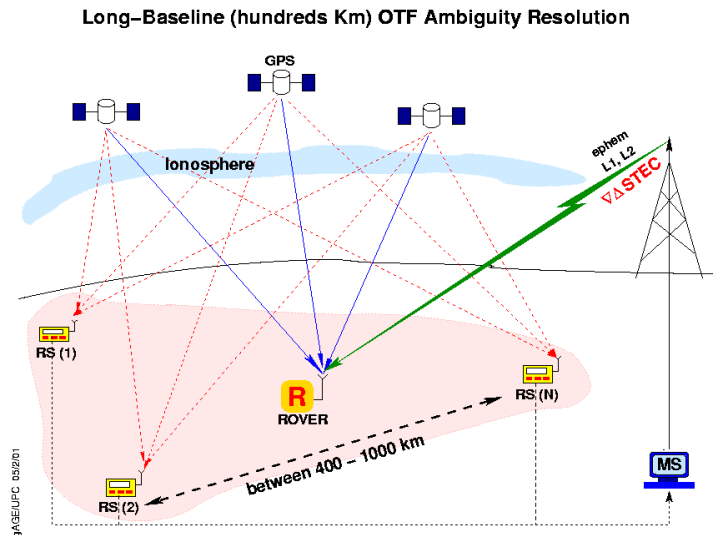 Long-Baseline (hundreds Km) OTF Ambiguity Resolution
GPS
Ionosphere
ephem
L1, L2
∇ΔSTEC
RS (1)
R
ROVER
RS (N)
between 400 - 1000 km
RS (2)
MS
gAGE/UPC 05/2/01